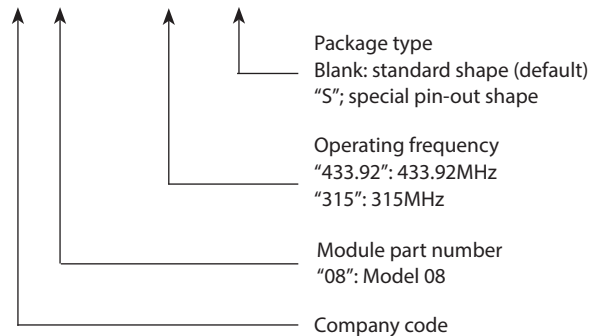 Package type
Blank: standard shape (default)
“S”; special pin-out shape
Operating frequency
“433.92”: 433.92MHz
“315”: 315MHz
Module part number
“08”: Model 08
Company code